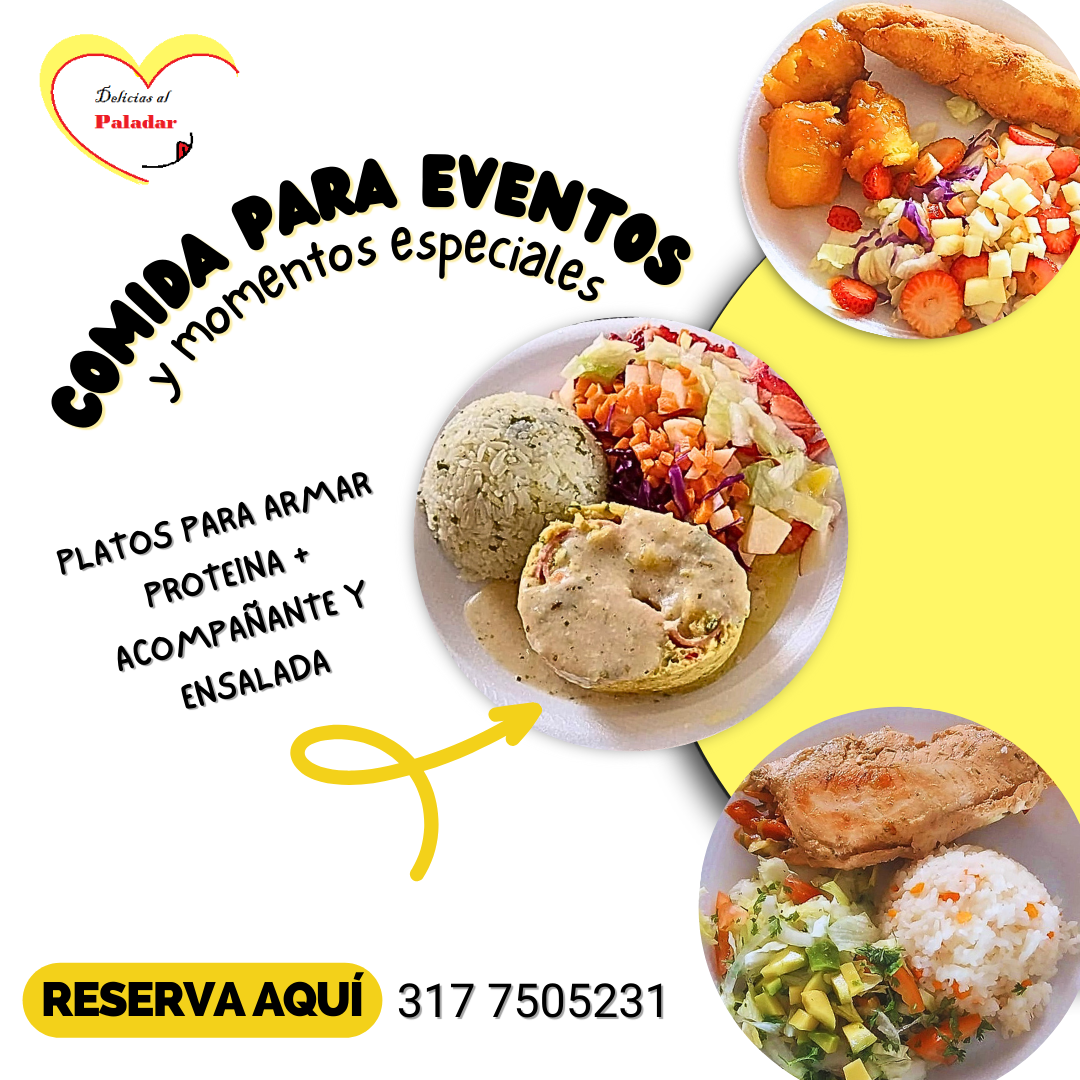 Delicias al
Paladar
COMIDA PARA EVENTOS
y momentos especiales
PLATOS PARA ARMAR
PROTEINA +
ACOMPAÑANTE Y
ENSALADA
RESERVA AQUÍ 317 7505231